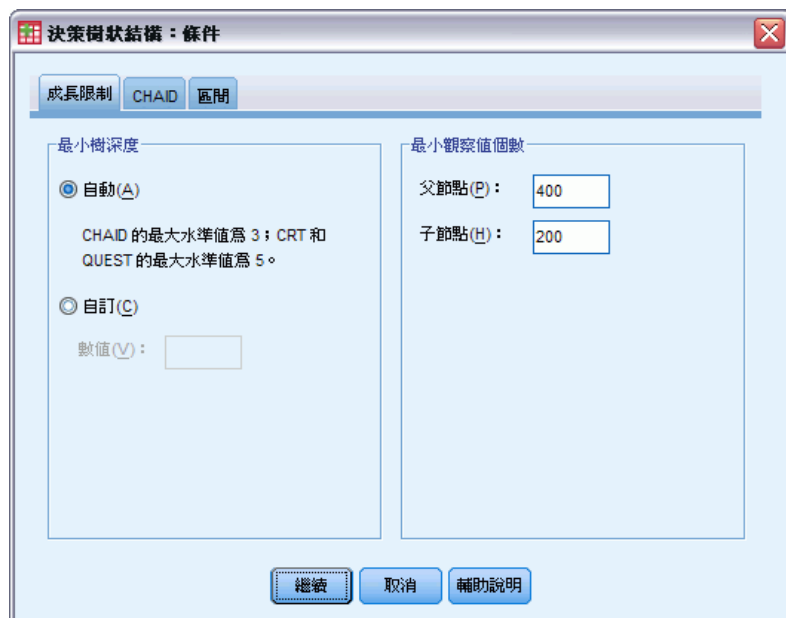 決策樹狀結構：條件
成長限制 CHAID 區間
最小樹深度
自動(A)
CHAID 的最大水準值為 3；CRT 和
QUEST 的最大水準值為 5。
自訂(C)
數值(V)：
最小觀察值個數
父節點(P)： 400
子節點(H)： 200
繼續 取消 輔助說明